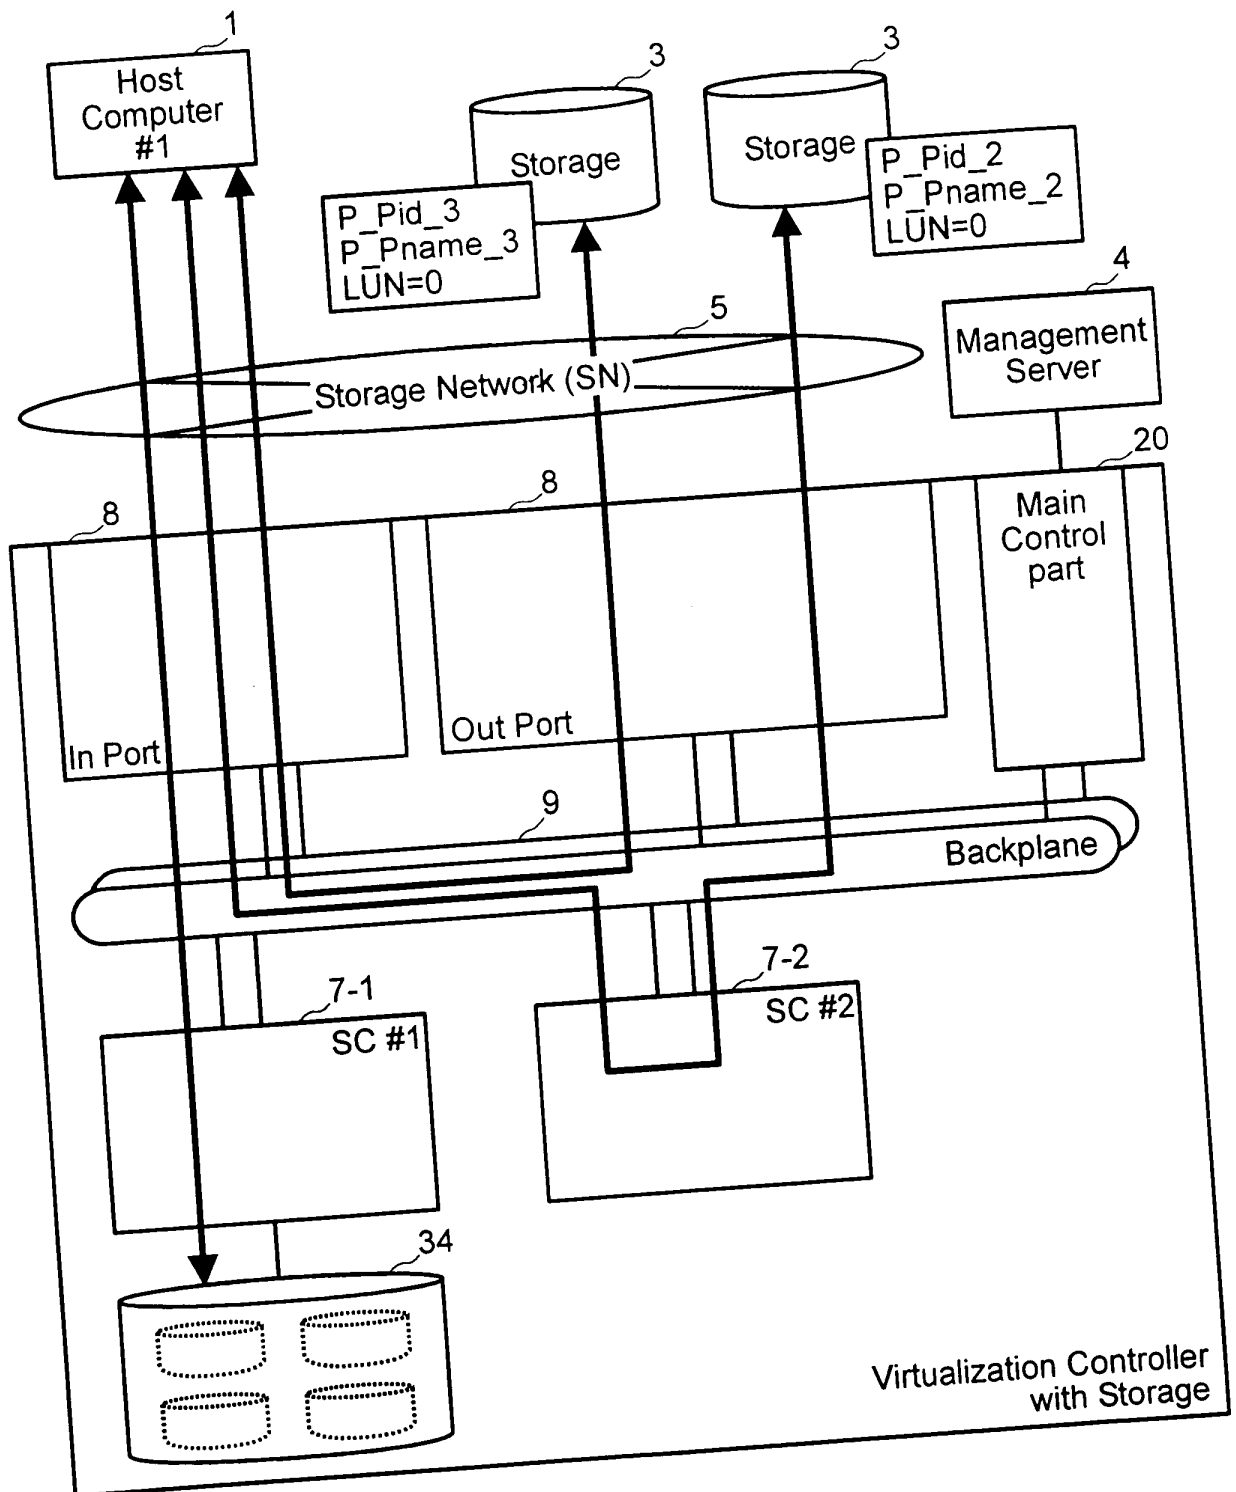 1
Host
Computer
#1
3
Storage
P_Pid_3
P_Pname_3
LUN=0
3
Storage
P_Pid_2
P_Pname_2
LUN=0
4
Management
Server
5
Storage Network (SN)
20
Main
Control
part
8
In Port
8
Out Port
9
Backplane
7-1
SC #1
7-2
SC #2
34
Virtualization Controller
with Storage